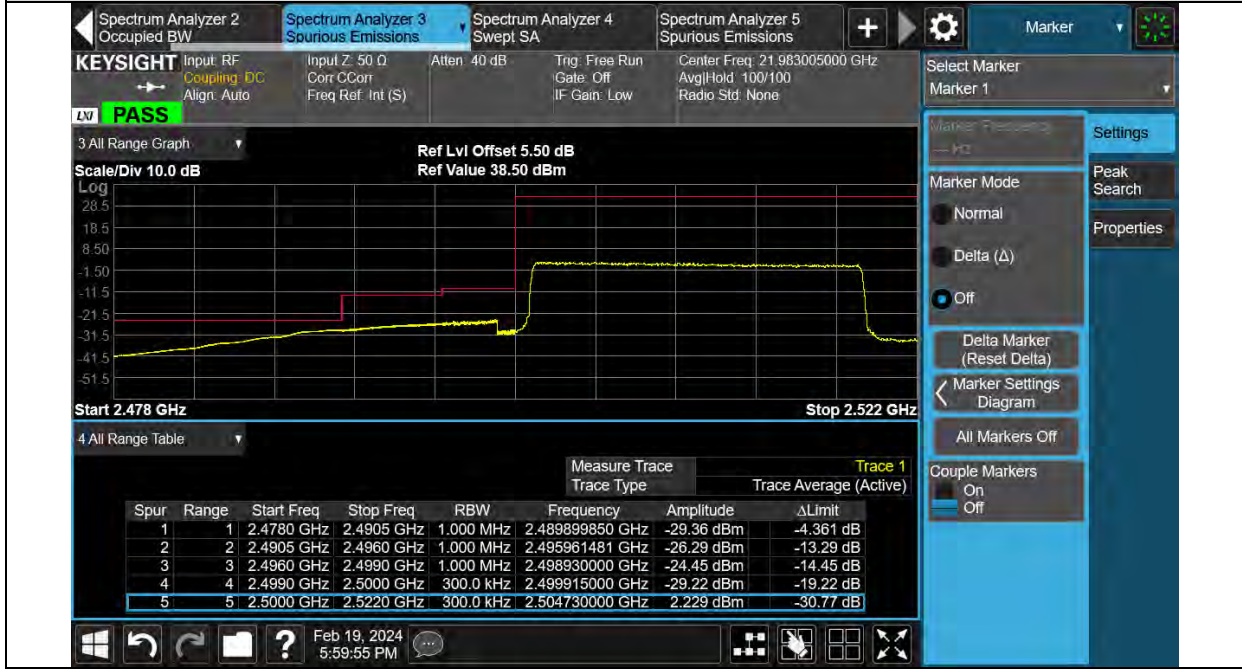 Spectrum Analyzer 2
Occupied BW
Spectrum Analyzer 3
Spurious Emissions
Spectrum Analyzer 4
Swept SA
Spectrum Analyzer 5
Spurious Emissions
+
Marker
KEYSIGHT
LXI
PASS
Input: RF
Coupling: DC
Align: Auto
Input Z: 50 Ω
Corr CCorr
Freq Ref: Int (S)
Atten: 40 dB
Trig: Free Run
Gate: Off
IF Gain: Low
Center Freq: 21.983005000 GHz
Avg|Hold: 100/100
Radio Std: None
Select Marker
Marker 1
Marker Frequency
--- Hz
Settings
Peak
Search
Properties
Marker Mode
Normal
Delta (Δ)
Off
Delta Marker
(Reset Delta)
Marker Settings
Diagram
All Markers Off
Couple Markers
On
Off
3 All Range Graph
Scale/Div 10.0 dB
Ref Lvl Offset 5.50 dB
Ref Value 38.50 dBm
Log
28.5
18.5
8.50
-1.50
-11.5
-21.5
-31.5
-41.5
-51.5
Start 2.478 GHz
Stop 2.522 GHz
4 All Range Table
Measure Trace Trace 1
Trace Type Trace Average (Active)
Spur Range Start Freq Stop Freq RBW Frequency Amplitude ΔLimit
1 1 2.4780 GHz 2.4905 GHz 1.000 MHz 2.489899850 GHz -29.36 dBm -4.361 dB
2 2 2.4905 GHz 2.4960 GHz 1.000 MHz 2.495961481 GHz -26.29 dBm -13.29 dB
3 3 2.4960 GHz 2.4990 GHz 1.000 MHz 2.498930000 GHz -24.45 dBm -14.45 dB
4 4 2.4990 GHz 2.5000 GHz 300.0 kHz 2.499915000 GHz -29.22 dBm -19.22 dB
5 5 2.5000 GHz 2.5220 GHz 300.0 kHz 2.504730000 GHz 2.229 dBm -30.77 dB
?
Feb 19, 2024
5:59:55 PM